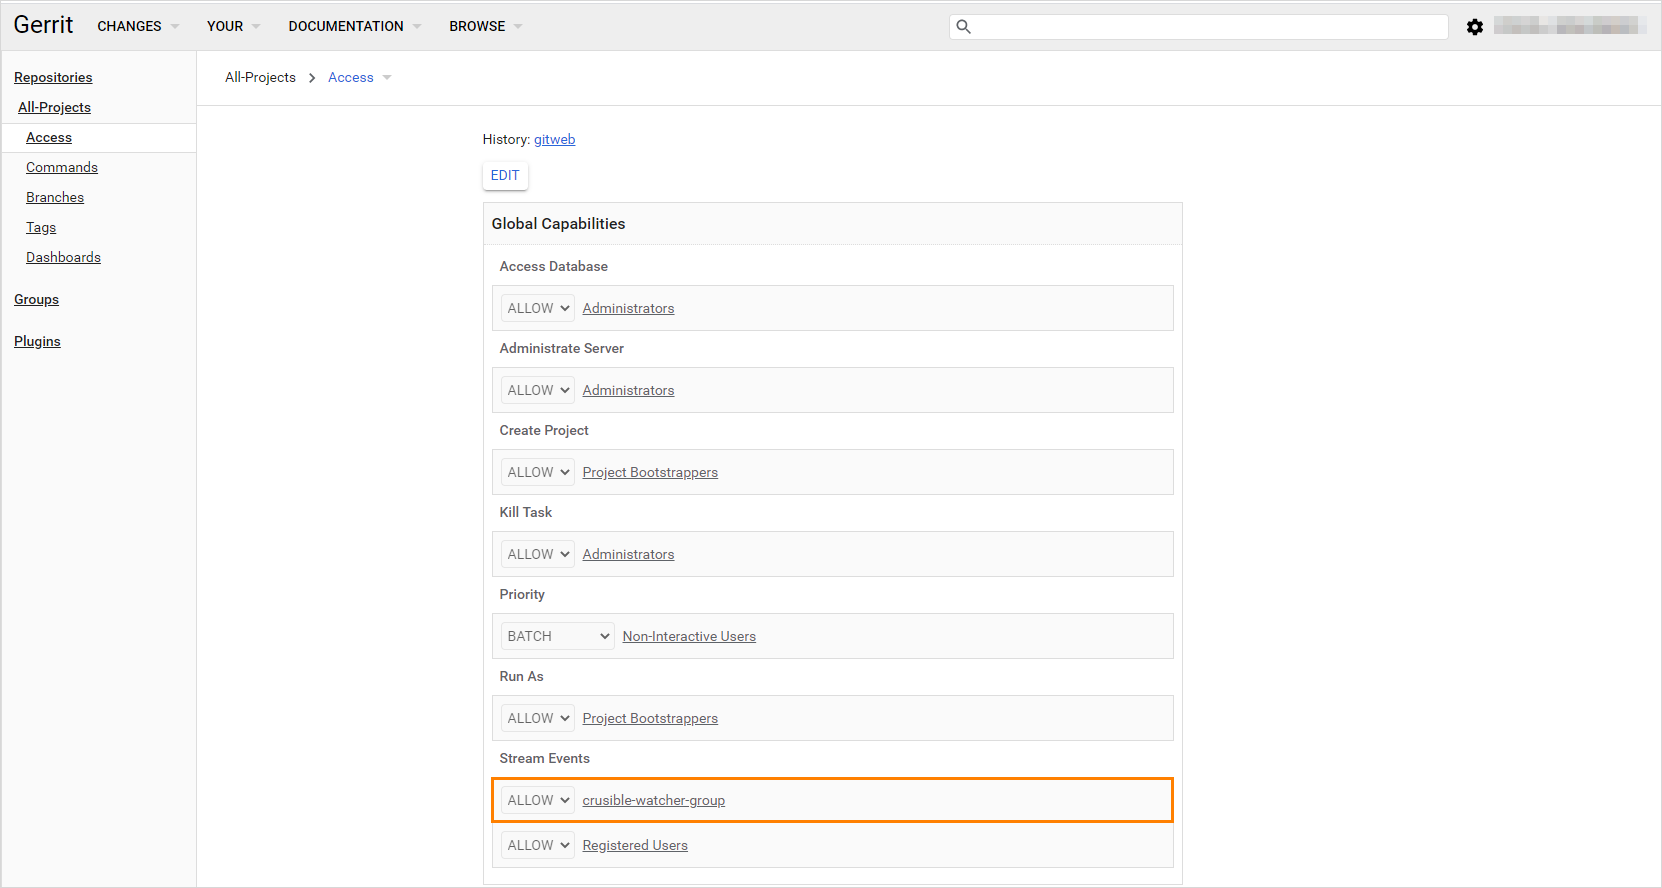 Gerrit CHANGES YOUR DOCUMENTATION BROWSE
Repositories
All-Projects
Access
Commands
Branches
Tags
Dashboards
Groups
Plugins
All-Projects > Access
History: gitweb
EDIT
Global Capabilities
Access Database
ALLOW Administrators
Administrate Server
ALLOW Administrators
Create Project
ALLOW Project Bootstrappers
Kill Task
ALLOW Administrators
Priority
BATCH Non-Interactive Users
Run As
ALLOW Project Bootstrappers
Stream Events
ALLOW crusible-watcher-group
ALLOW Registered Users